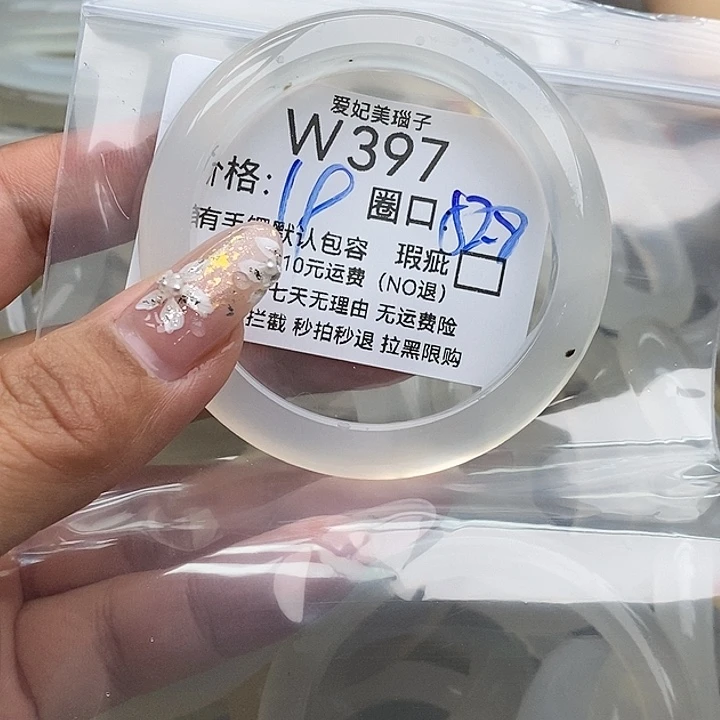 爱妃美瑙子
W397
价格：18 圈口 52.9
有手镯默认包容 瑕疵
10元运费（NO退）
七天无理由 无运费险
拦截 秒拍秒退 拉黑限购